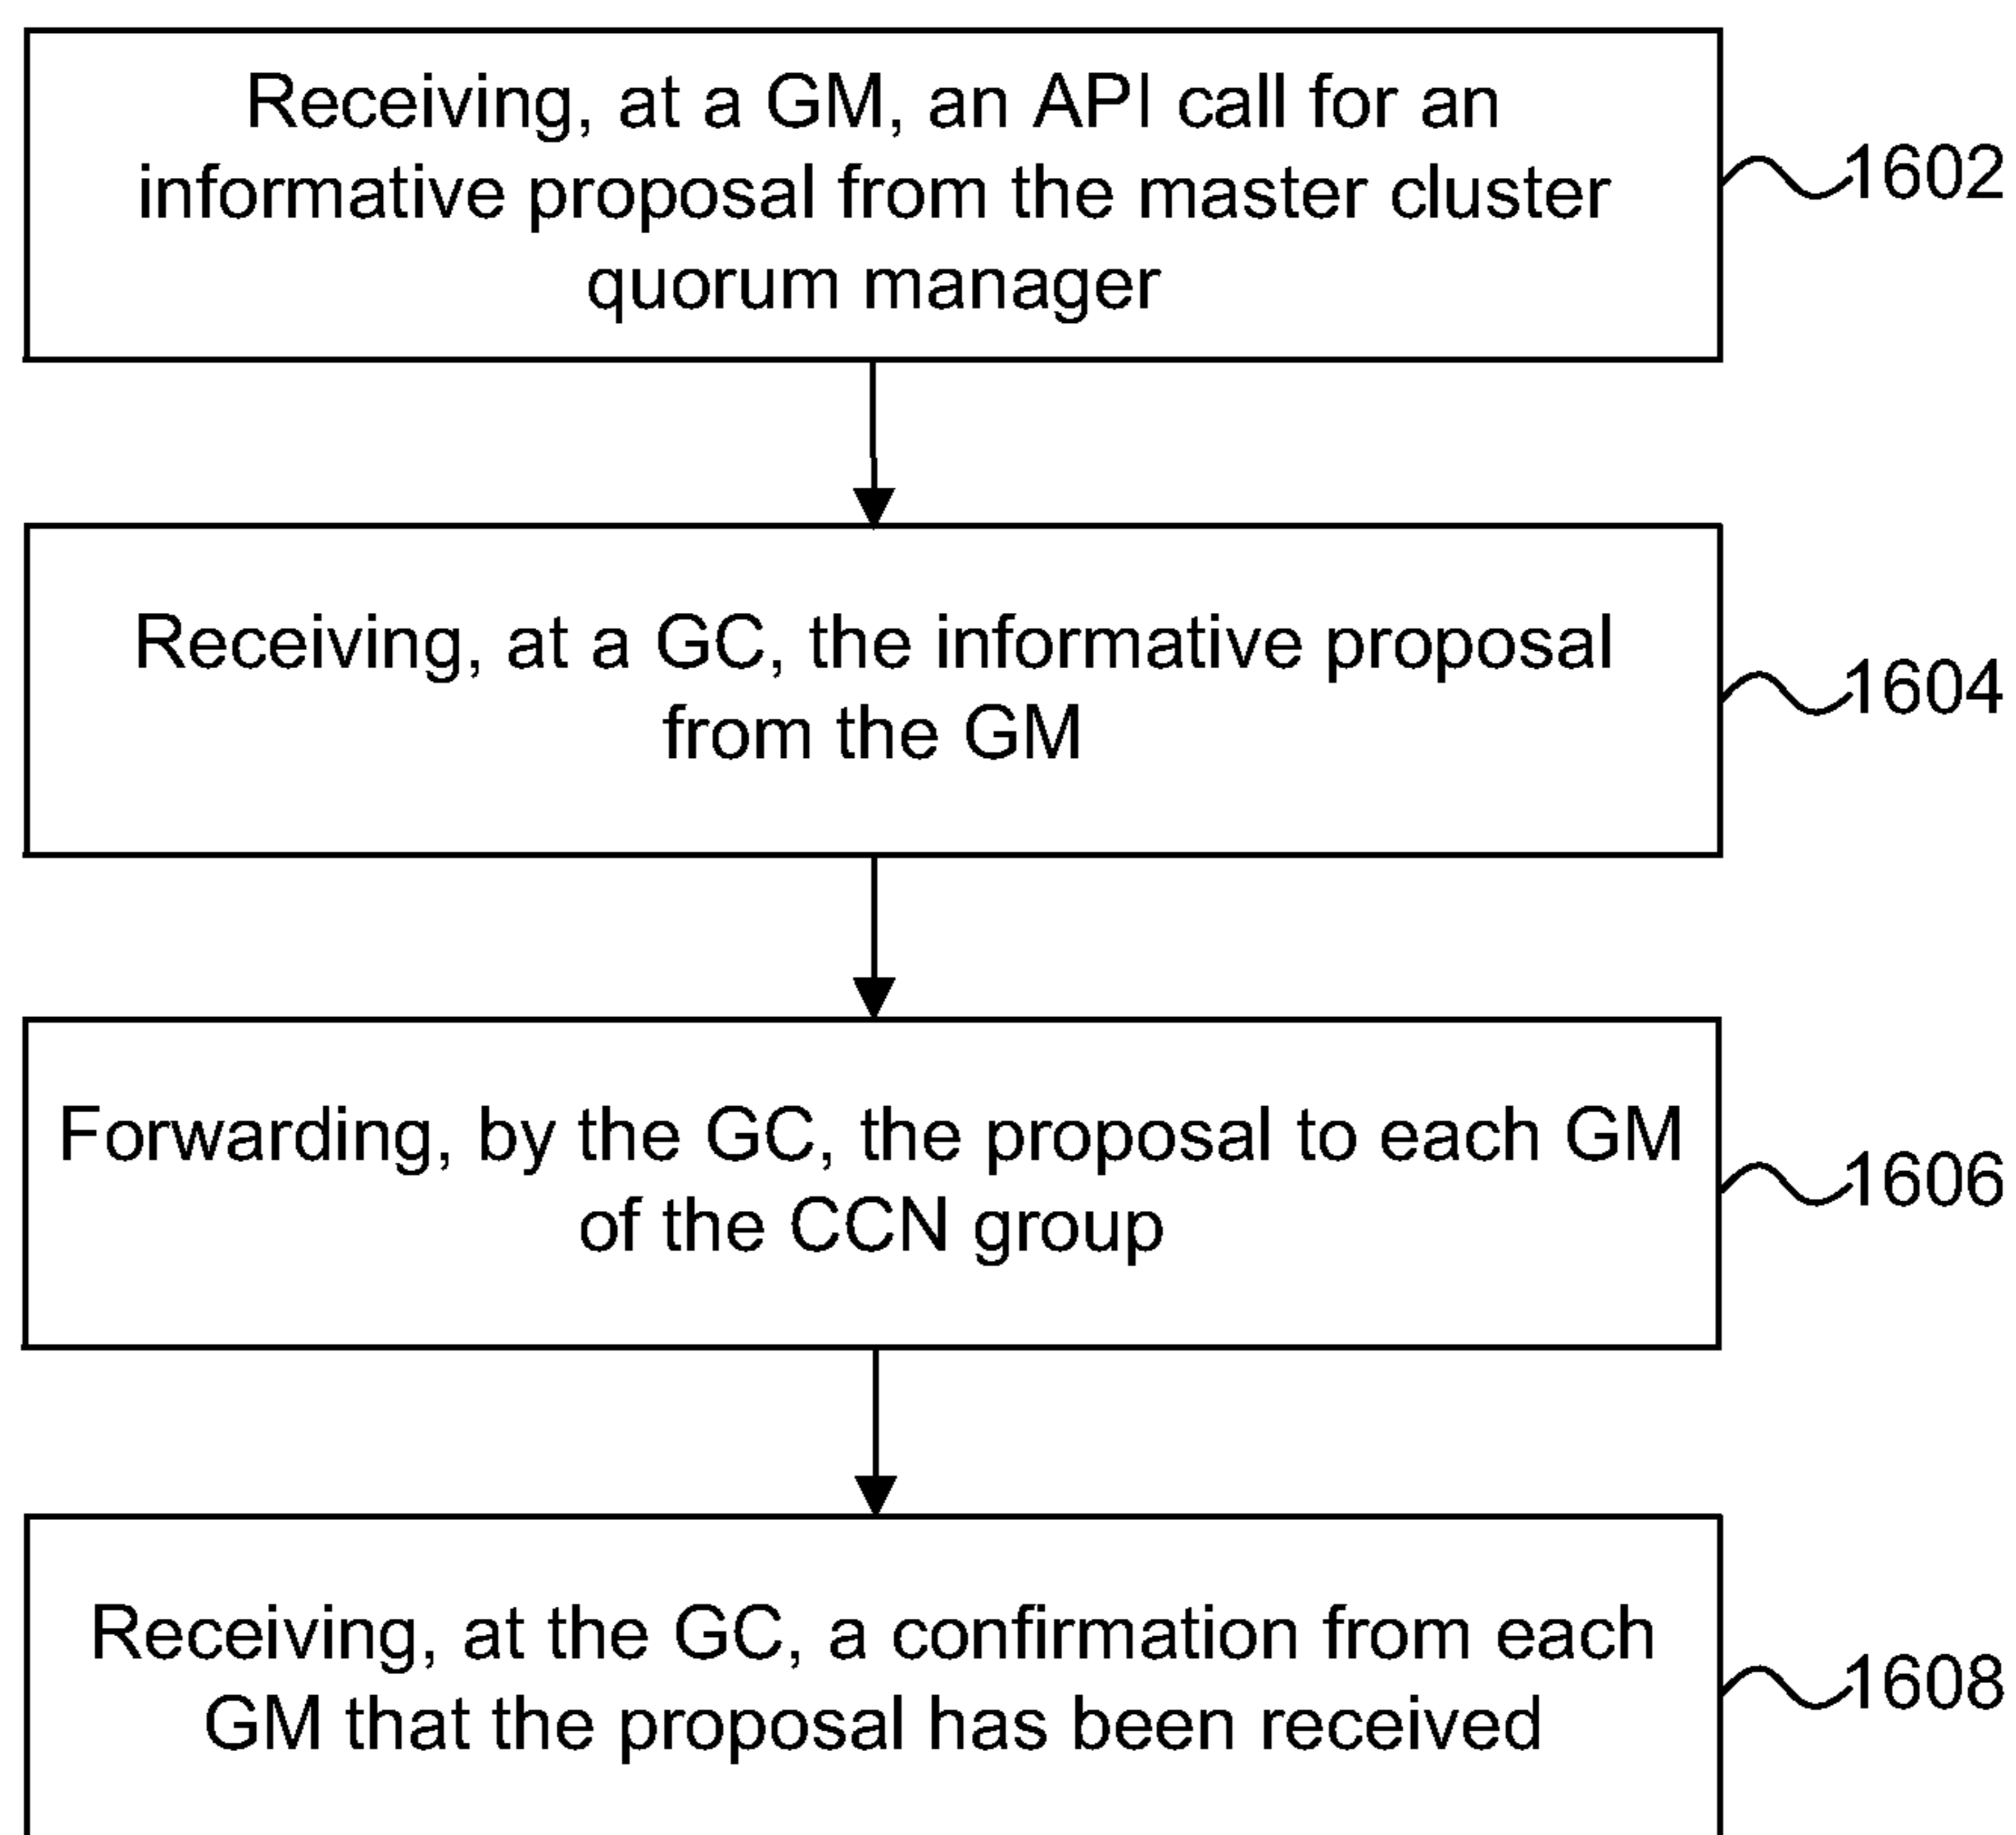 Receiving, at a GM, an API call for an
informative proposal from the master cluster
quorum manager
1602
Receiving, at a GC, the informative proposal
from the GM
1604
Forwarding, by the GC, the proposal to each GM
of the CCN group
1606
Receiving, at the GC, a confirmation from each
GM that the proposal has been received
1608